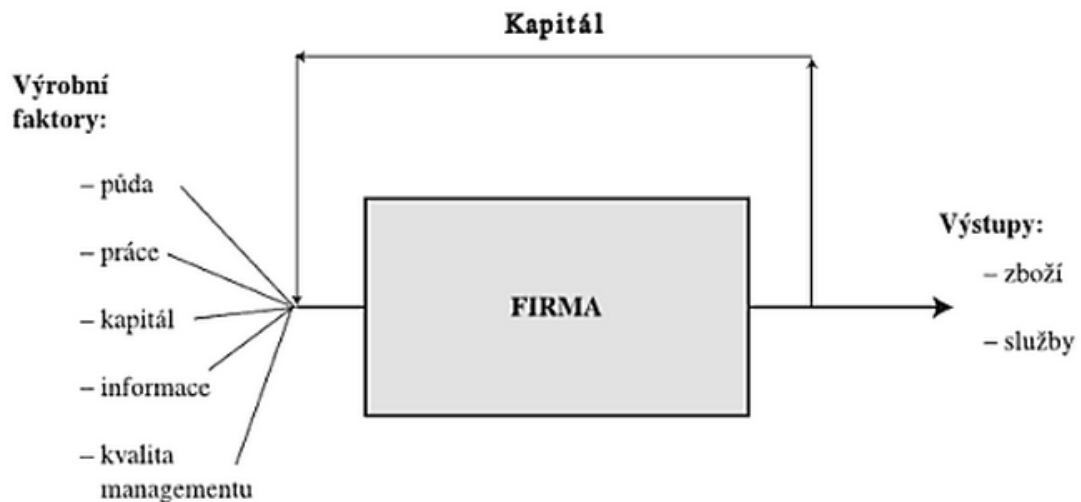 Kapitál
Výrobní
faktory:
– půda
– práce
– kapitál
– informace
– kvalita
managementu
FIRMA
Výstupy:
– zboží
– služby